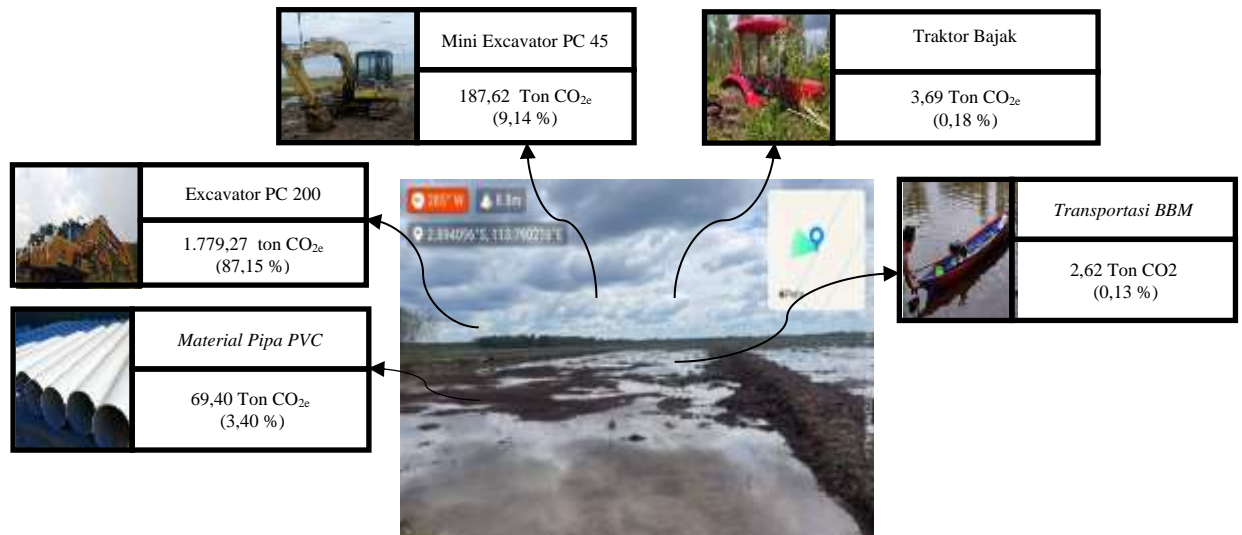 Mini Excavator PC 45
187,62 Ton CO2e
(9,14 %)
Traktor Bajak
3,69 Ton CO2e
(0,18 %)
Excavator PC 200
1.779,27 ton CO2e
(87,15 %)
Transportasi BBM
2,62 Ton CO2
(0,13 %)
Material Pipa PVC
69,40 Ton CO2e
(3,40 %)
285° W